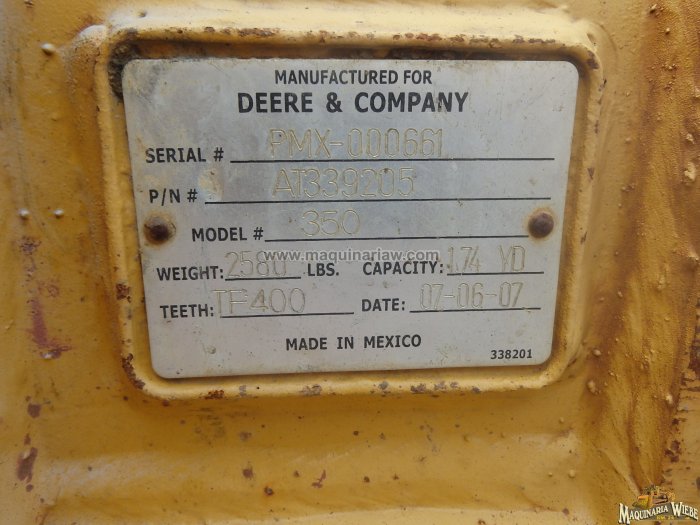 MANUFACTURED FOR
DEERE & COMPANY
SERIAL # PMX-000661
P/N # AT339205
MODEL # 350
www.maquinariaw.com
WEIGHT: 2580 LBS. CAPACITY: 1.74 YD
TEETH: TF400 DATE: 07-06-07
MADE IN MEXICO
338201
MAQUINARIA WIEBE